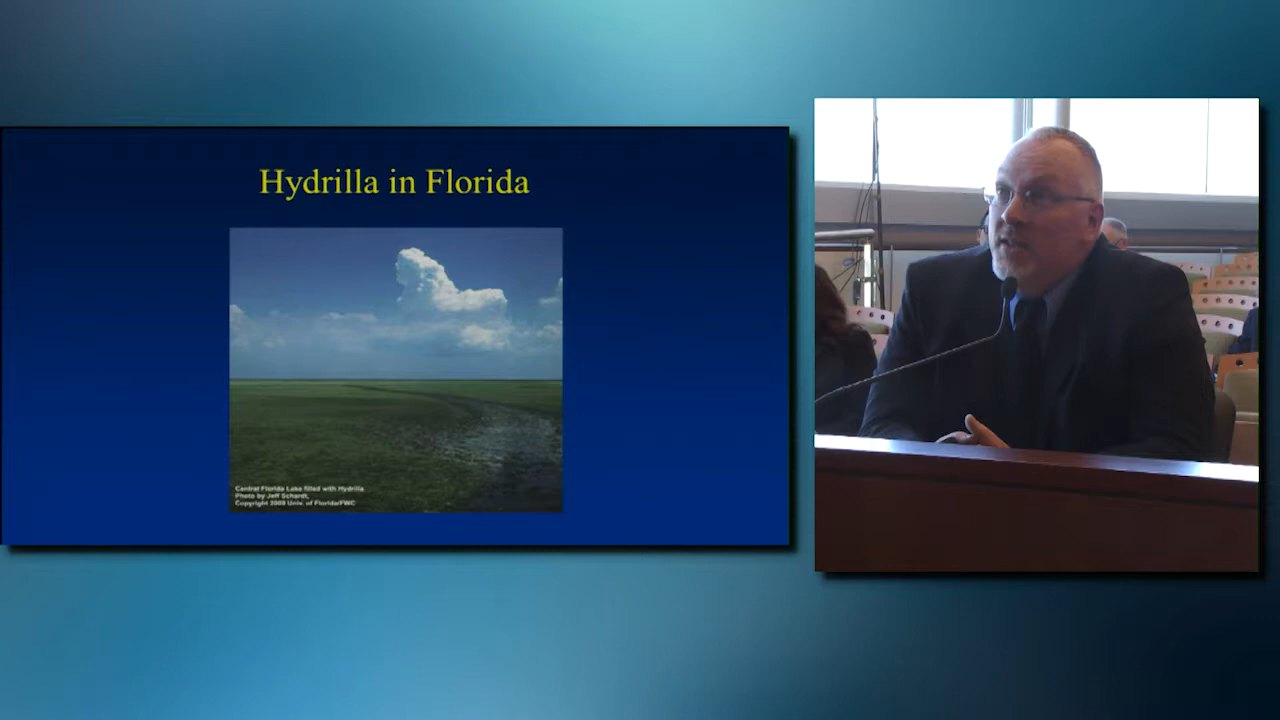 Hydrilla in Florida
Central Florida Lake filled with Hydrilla
Photo by Jeff Schardt,
Copyright 2009 Univ. of Florida/FWC